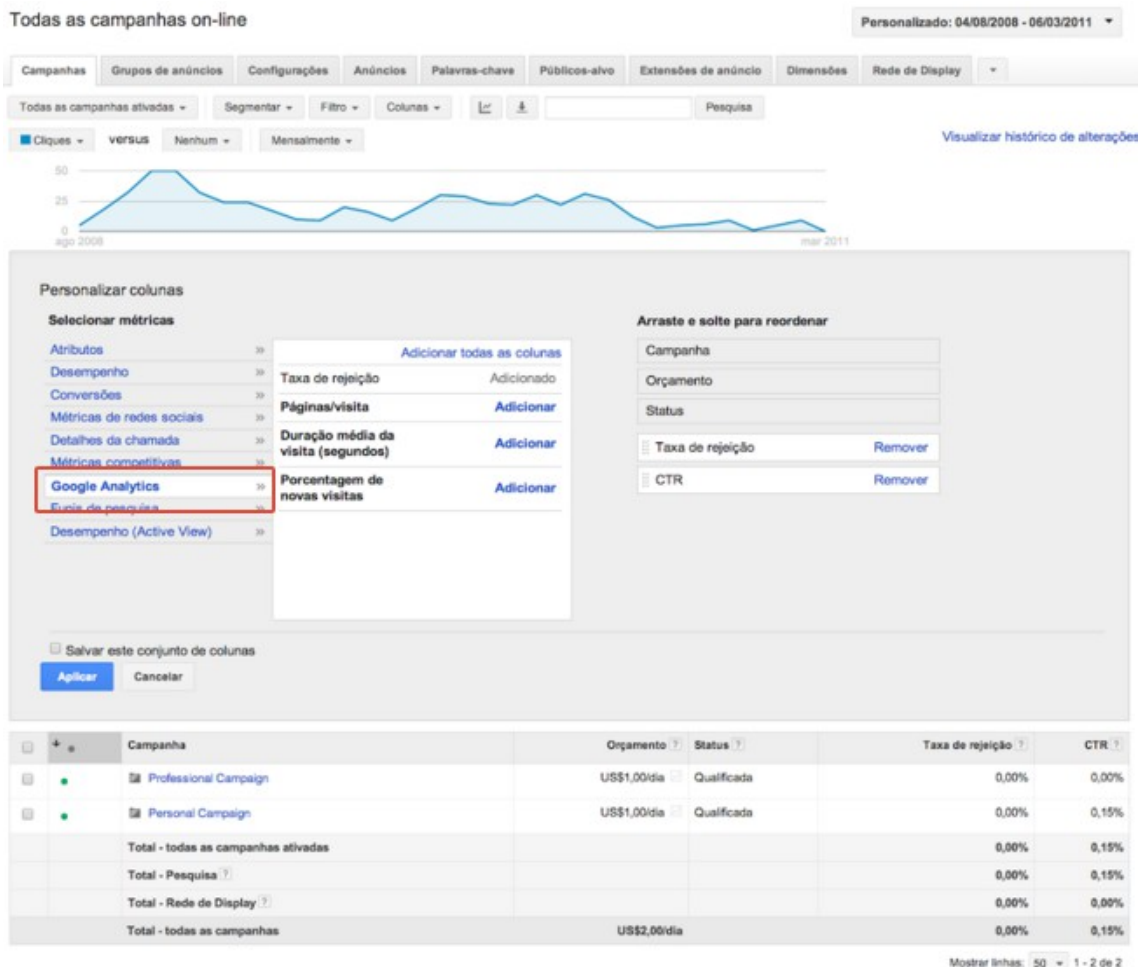 Todas as campanhas on-line
Personalizado: 04/08/2008 - 06/03/2011
Campanhas Grupos de anúncios Configurações Anúncios Palavras-chave Públicos-alvo Extensões de anúncio Dimensões Rede de Display
Todas as campanhas ativadas Segmentar Filtro Colunas Pesquisa
Cliques versus Nenhum Mensalmente
Visualizar histórico de alterações
50
25
0
ago 2008 mar 2011
Personalizar colunas
Selecionar métricas
Atributos »
Desempenho »
Conversões »
Métricas de redes sociais »
Detalhes da chamada »
Métricas competitivas »
Google Analytics »
Funis de pesquisa »
Desempenho (Active View) »
Adicionar todas as colunas
Taxa de rejeição Adicionado
Páginas/visita Adicionar
Duração média da
visita (segundos) Adicionar
Porcentagem de
novas visitas Adicionar
Arraste e solte para reordenar
Campanha
Orçamento
Status
Taxa de rejeição Remover
CTR Remover
Salvar este conjunto de colunas
Aplicar Cancelar
Campanha Orçamento ? Status ? Taxa de rejeição ? CTR ?
Professional Campaign US$1,00/dia Qualificada 0,00% 0,00%
Personal Campaign US$1,00/dia Qualificada 0,00% 0,15%
Total - todas as campanhas ativadas 0,00% 0,15%
Total - Pesquisa ? 0,00% 0,15%
Total - Rede de Display ? 0,00% 0,00%
Total - todas as campanhas US$2,00/dia 0,00% 0,15%
Mostrar linhas: 50 1 - 2 de 2